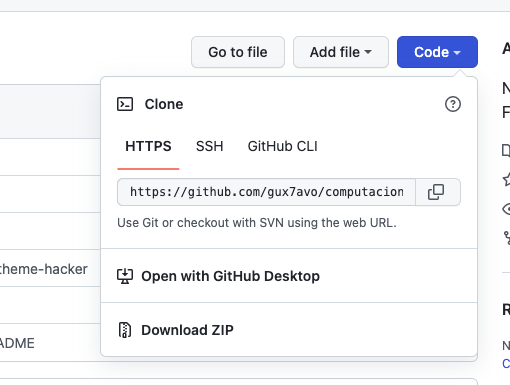 Go to file
Add file
Code
A
N
F
Clone
HTTPS
SSH
GitHub CLI
https://github.com/gux7avo/computacion
Use Git or checkout with SVN using the web URL.
theme-hacker
Open with GitHub Desktop
R
Download ZIP
ADME
N
C